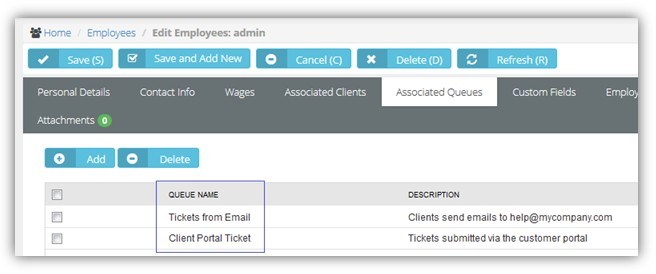 Home / Employees / Edit Employees: admin
Save (S) Save and Add New Cancel (C) Delete (D) Refresh (R)
Personal Details Contact Info Wages Associated Clients Associated Queues Custom Fields Employ
Attachments 0
Add Delete
QUEUE NAME DESCRIPTION
Tickets from Email Clients send emails to help@mycompany.com
Client Portal Ticket Tickets submitted via the customer portal